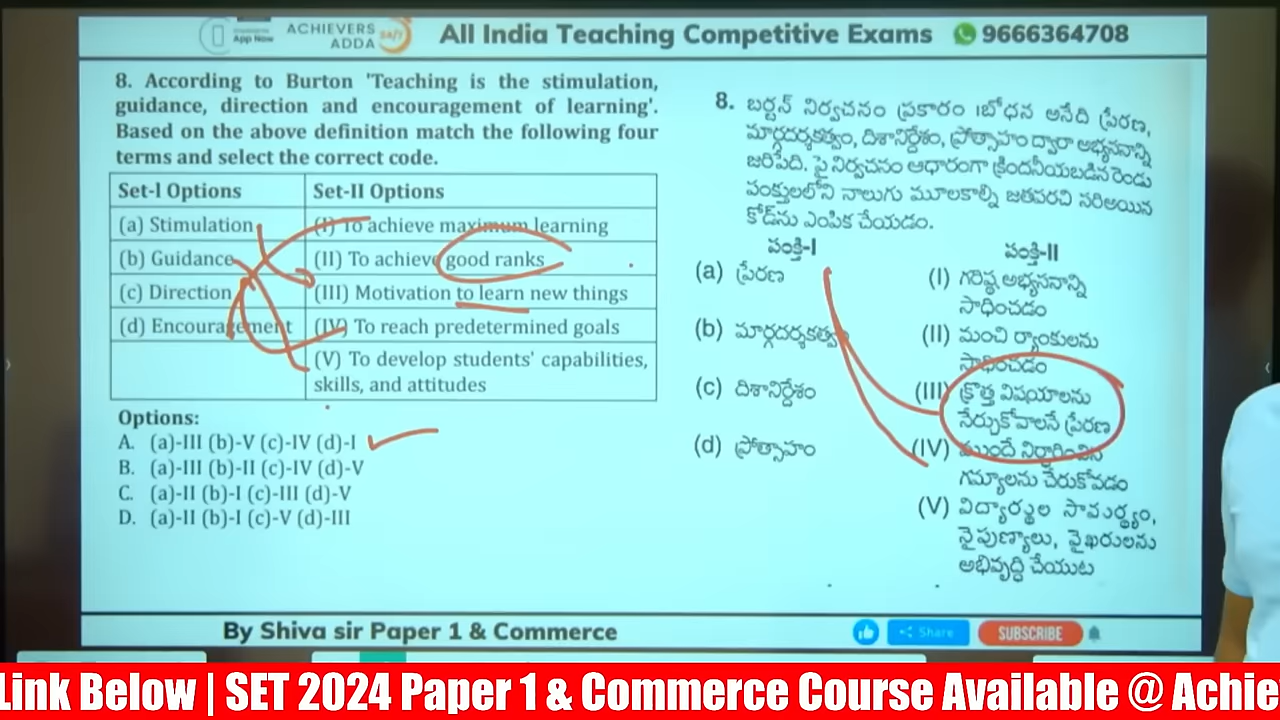 App Now
ACHIEVERS
ADDA
24/7
All India Teaching Competitive Exams
9666364708
8. According to Burton 'Teaching is the stimulation,
guidance, direction and encouragement of learning'.
Based on the above definition match the following four
terms and select the correct code.
Set-I Options
Set-II Options
(a) Stimulation
(I) To achieve maximum learning
(b) Guidance
(II) To achieve good ranks
(c) Direction
(III) Motivation to learn new things
(d) Encouragement
(IV) To reach predetermined goals
(V) To develop students' capabilities,
skills, and attitudes
Options:
A. (a)-III (b)-V (c)-IV (d)-I
B. (a)-III (b)-II (c)-IV (d)-V
C. (a)-II (b)-I (c)-III (d)-V
D. (a)-II (b)-I (c)-V (d)-III
8. బర్టన్ నిర్వచనం ప్రకారం 'బోధన అనేది ప్రేరణ,
మార్గదర్శకత్వం, దిశానిర్దేశం, ప్రోత్సాహం ద్వారా అభ్యసనాన్ని
జరిపేది. పై నిర్వచనం ఆధారంగా క్రిందనీయబడిన రెండు
పంక్తులలోని నాలుగు మూలకాల్ని జతపరచి సరిఅయిన
కోడ్‌ను ఎంపిక చేయడం.
పంక్తి-I
పంక్తి-II
(a) ప్రేరణ
(I) గరిష్ఠ అభ్యసనాన్ని
సాధించడం
(b) మార్గదర్శకత్వం
(II) మంచి ర్యాంకులను
సాధించడం
(c) దిశానిర్దేశం
(III) క్రొత్త విషయాలను
నేర్చుకోవాలనే ప్రేరణ
(d) ప్రోత్సాహం
(IV) ముందే నిర్ధారించిన
గమ్యాలను చేరుకోవడం
(V) విద్యార్థుల సామర్థ్యం,
నైపుణ్యాలు, వైఖరులను
అభివృద్ధి చేయుట
By Shiva sir Paper 1 & Commerce
Share
SUBSCRIBE
Link Below | SET 2024 Paper 1 & Commerce Course Available @ Achie